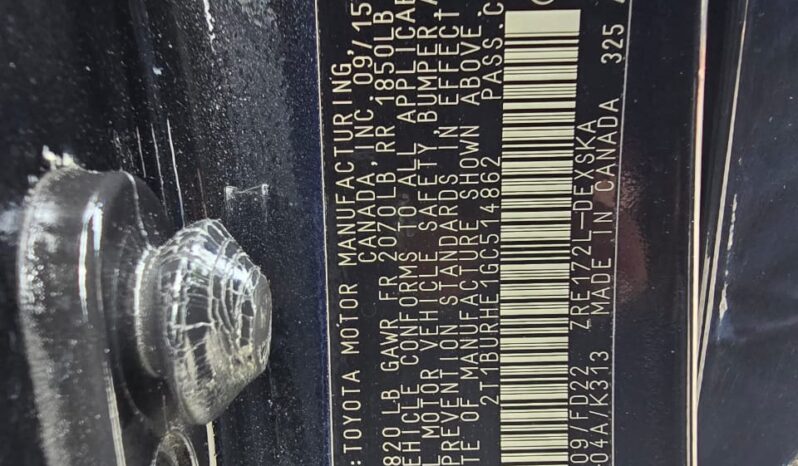 : TOYOTA MOTOR MANUFACTURING,
CANADA, INC 09/15
820 LB GAWR FR 2070LB, RR 1850LB
EHICLE CONFORMS TO ALL APPLICAB
L MOTOR VEHICLE SAFETY, BUMPER,
PREVENTION STANDARDS IN EFFECT
TE OF MANUFACTURE SHOWN ABOVE
2T1BURHE1GC514862 PASS.C
09/FD22 ZRE172L-DEXSKA
04A/K313 MADE IN CANADA 325